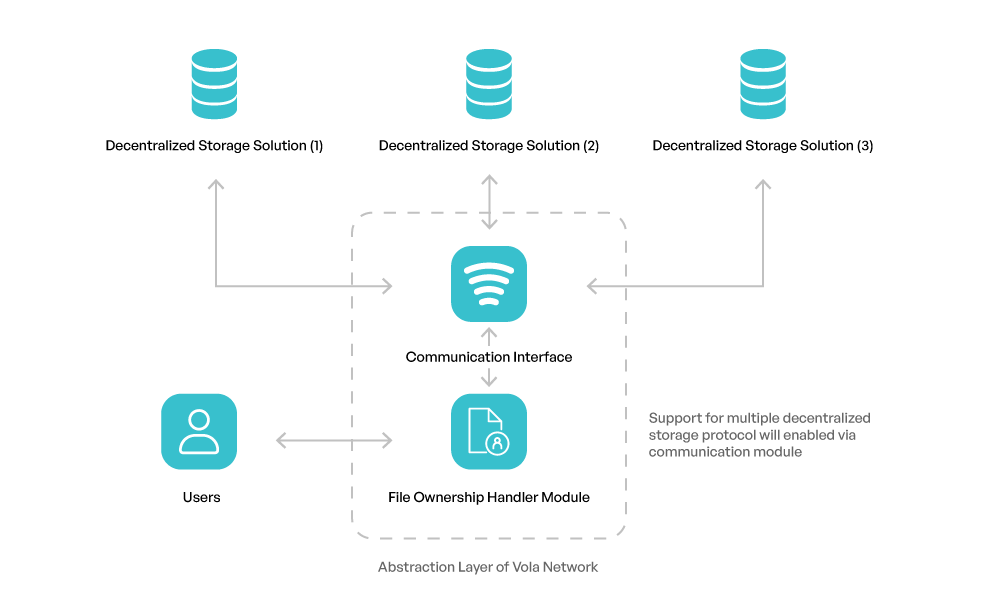 Decentralized Storage Solution (1)
Decentralized Storage Solution (2)
Decentralized Storage Solution (3)
Communication Interface
Support for multiple decentralized
storage protocol will enabled via
communication module
Users
File Ownership Handler Module
Abstraction Layer of Vola Network